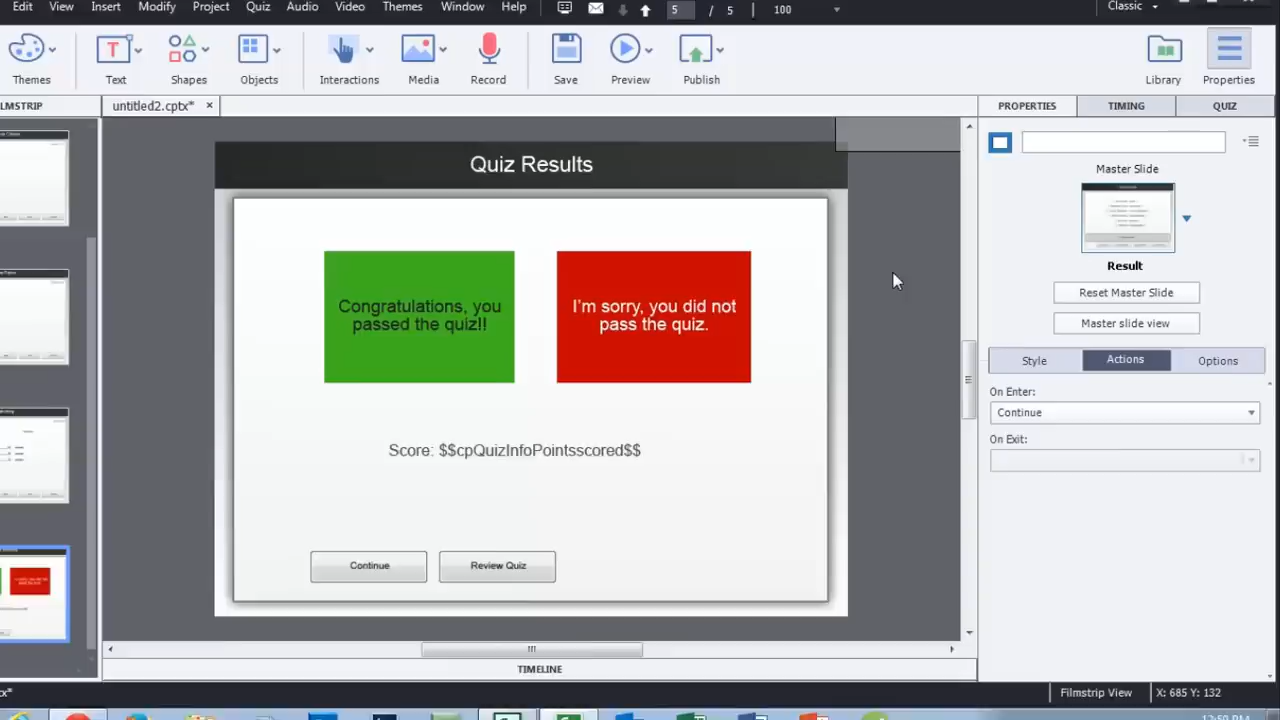 Edit View Insert Modify Project Quiz Audio Video Themes Window Help 5 / 5 100 Classic
Themes Text Shapes Objects Interactions Media Record Save Preview Publish Library Properties
LMSTRIP untitled2.cptx* × PROPERTIES TIMING QUIZ
Quiz Results
Congratulations, you
passed the quiz!!
I'm sorry, you did not
pass the quiz.
Score: $$cpQuizInfoPointsscored$$
Continue Review Quiz
Master Slide
Result
Reset Master Slide
Master slide view
Style Actions Options
On Enter:
Continue
On Exit:
TIMELINE
Filmstrip View X: 685 Y: 132